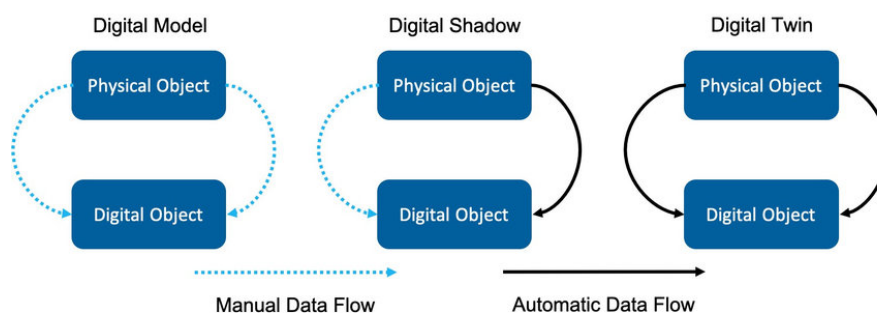 Digital Model
Digital Shadow
Digital Twin
Physical Object
Physical Object
Physical Object
Digital Object
Digital Object
Digital Object
Manual Data Flow
Automatic Data Flow